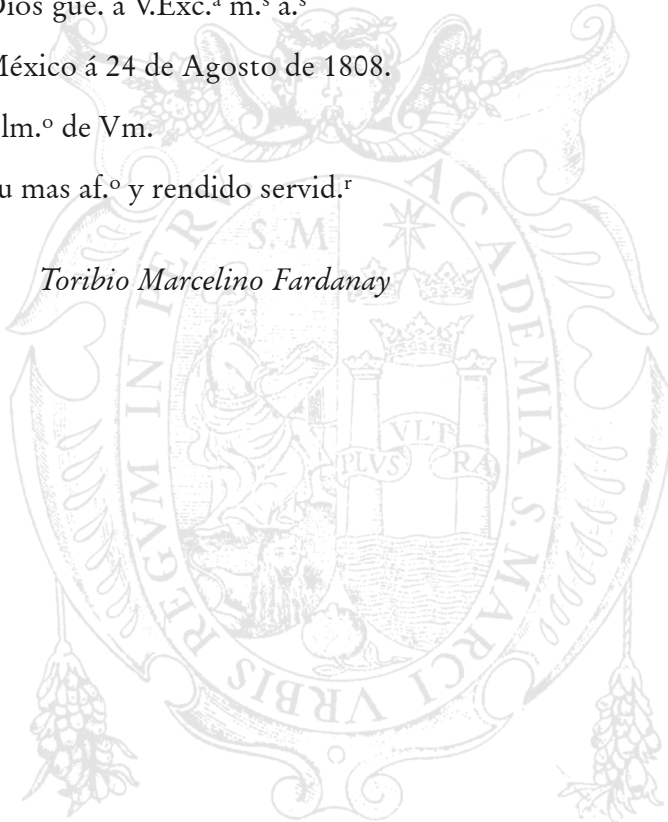 Dios gue. a V.Exc.ª m.ˢ a.ˢ
México á 24 de Agosto de 1808.
lm.º de Vm.
u mas af.º y rendido servid.ʳ
Toribio Marcelino Fardanay
S. M
ACADEMIA S. MARCI VRBIS REGVM IN PERV
PLVS VLT RA